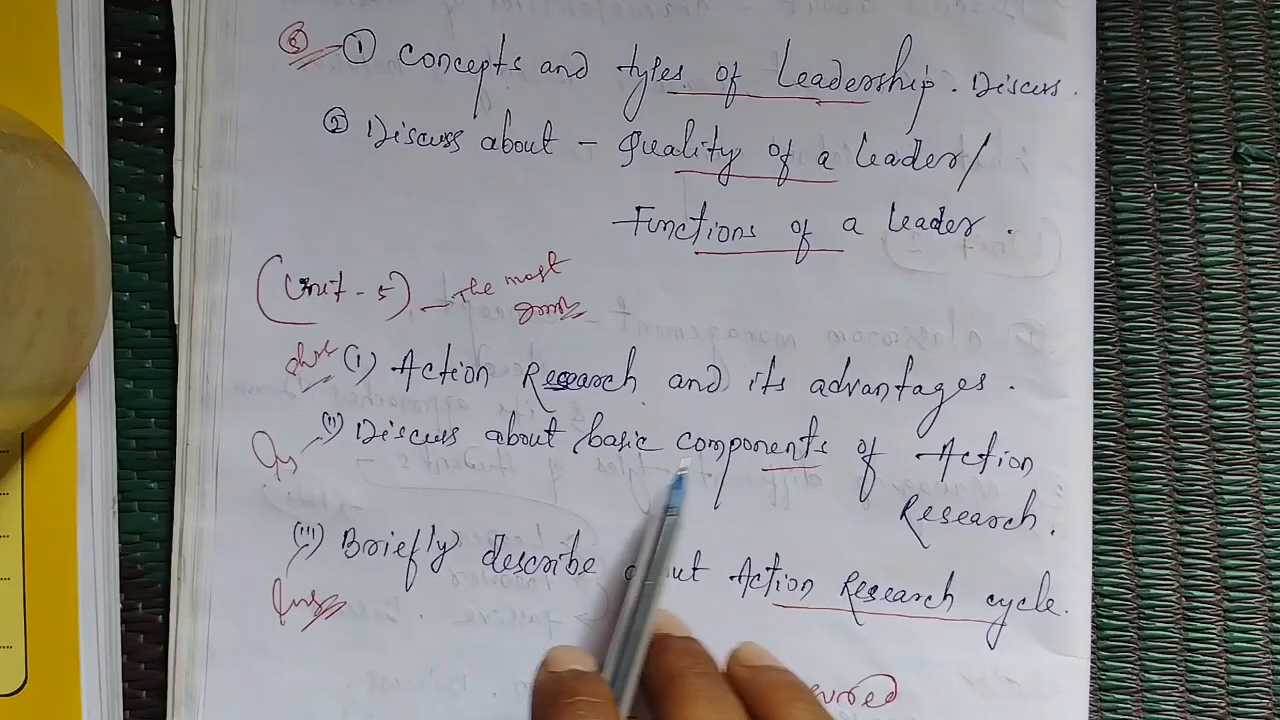 ⑧ ① Concepts and types of Leadership. Discuss.
② Discuss about - Quality of a Leader/
Functions of a Leader.
(Unit - 5) - The most
(i) Action Research and its advantages.
(ii) Discuss about basic components of Action
Research.
(iii) Briefly describe about Action Research cycle.